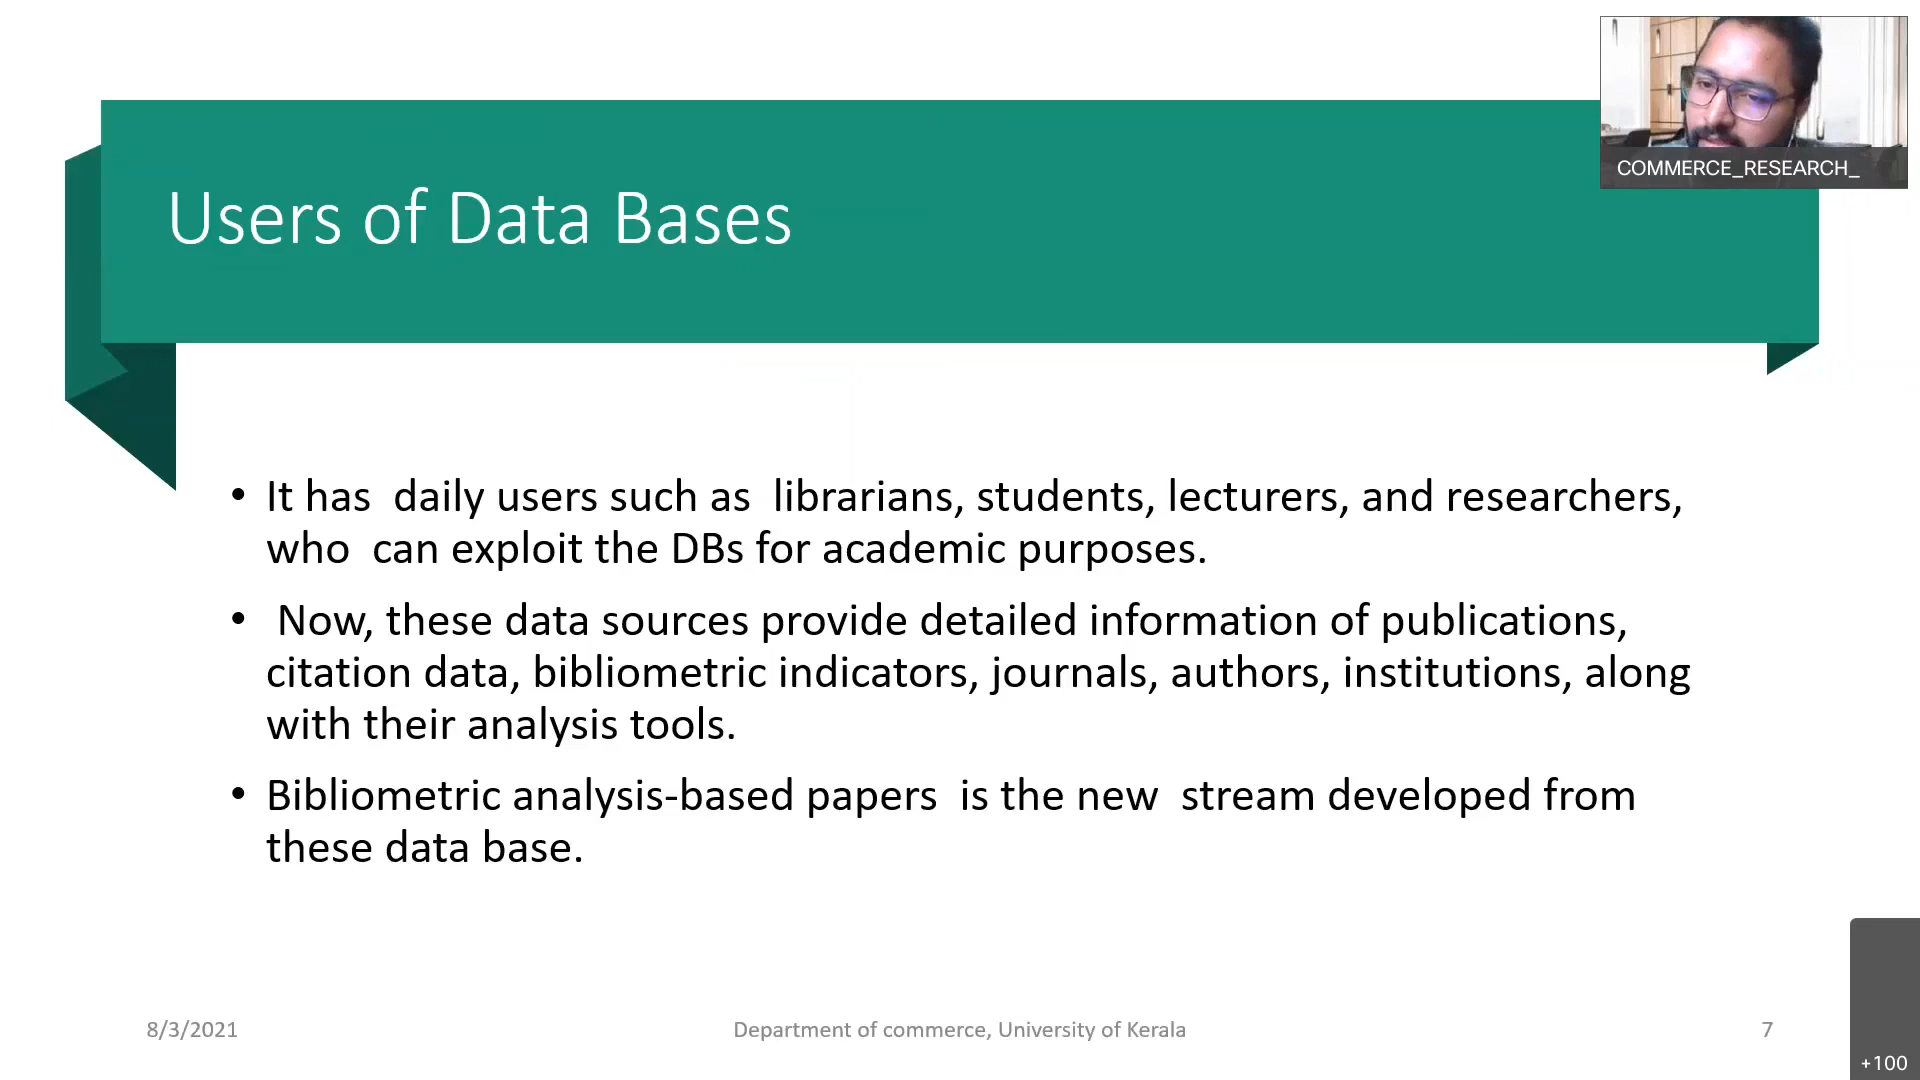 COMMERCE_RESEARCH_
Users of Data Bases
• It has  daily users such as  librarians, students, lecturers, and researchers,
who  can exploit the DBs for academic purposes.
•  Now, these data sources provide detailed information of publications,
citation data, bibliometric indicators, journals, authors, institutions, along
with their analysis tools.
• Bibliometric analysis-based papers  is the new  stream developed from
these data base.
8/3/2021
Department of commerce, University of Kerala
7
+100